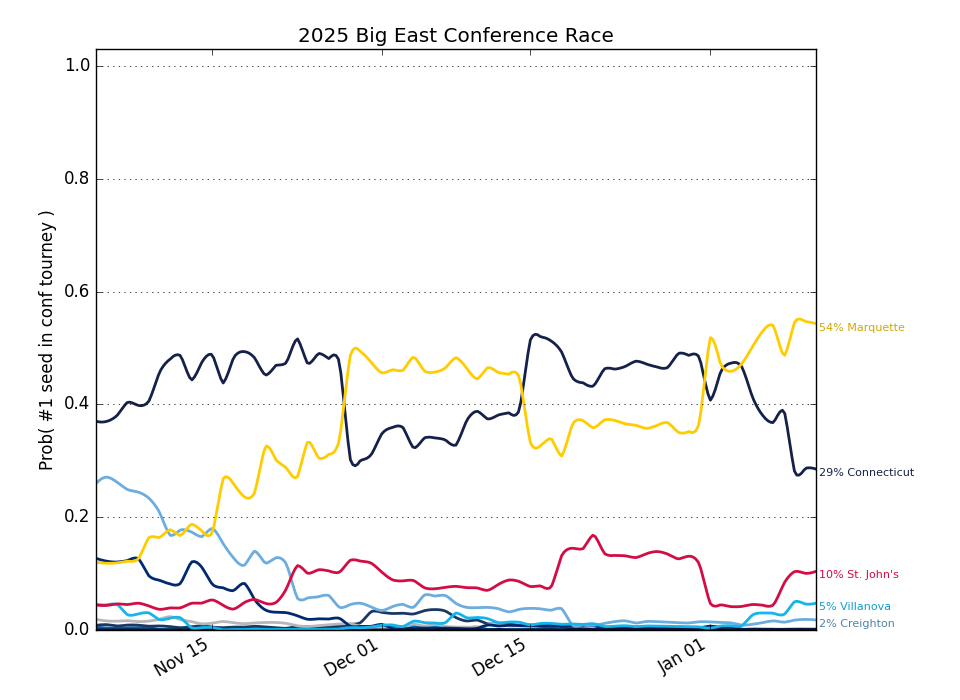 2025 Big East Conference Race
Prob( #1 seed in conf tourney )
1.0
0.8
0.6
0.4
0.2
0.0
Nov 15
Dec 01
Dec 15
Jan 01
54% Marquette
29% Connecticut
10% St. John's
5% Villanova
2% Creighton